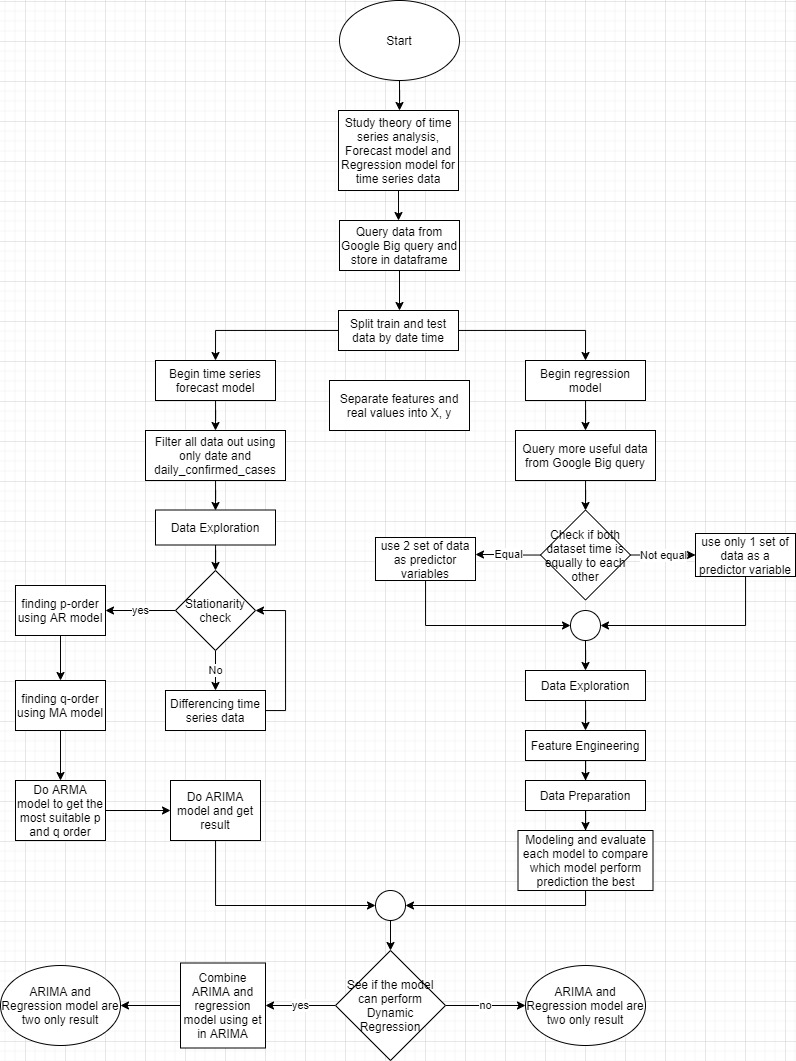 Start
Study theory of time
series analysis,
Forecast model and
Regression model for
time series data
Query data from
Google Big query and
store in dataframe
Split train and test
data by date time
Begin time series
forecast model
Separate features and
real values into X, y
Begin regression
model
Filter all data out using
only date and
daily_confirmed_cases
Query more useful data
from Google Big query
Data Exploration
Check if both
dataset time is
equally to each
other
Equal
Not equal
use 2 set of data
as predictor
variables
use only 1 set of
data as a
predictor variable
Stationarity
check
yes
No
finding p-order
using AR model
Differencing time
series data
finding q-order
using MA model
Data Exploration
Feature Engineering
Data Preparation
Do ARMA
model to get the
most suitable p
and q order
Do ARIMA
model and get
result
Modeling and evaluate
each model to compare
which model perform
prediction the best
See if the model
can perform
Dynamic
Regression
yes
no
Combine
ARIMA and
regression
model using et
in ARIMA
ARIMA and
Regression model are
two only result
ARIMA and
Regression model are
two only result